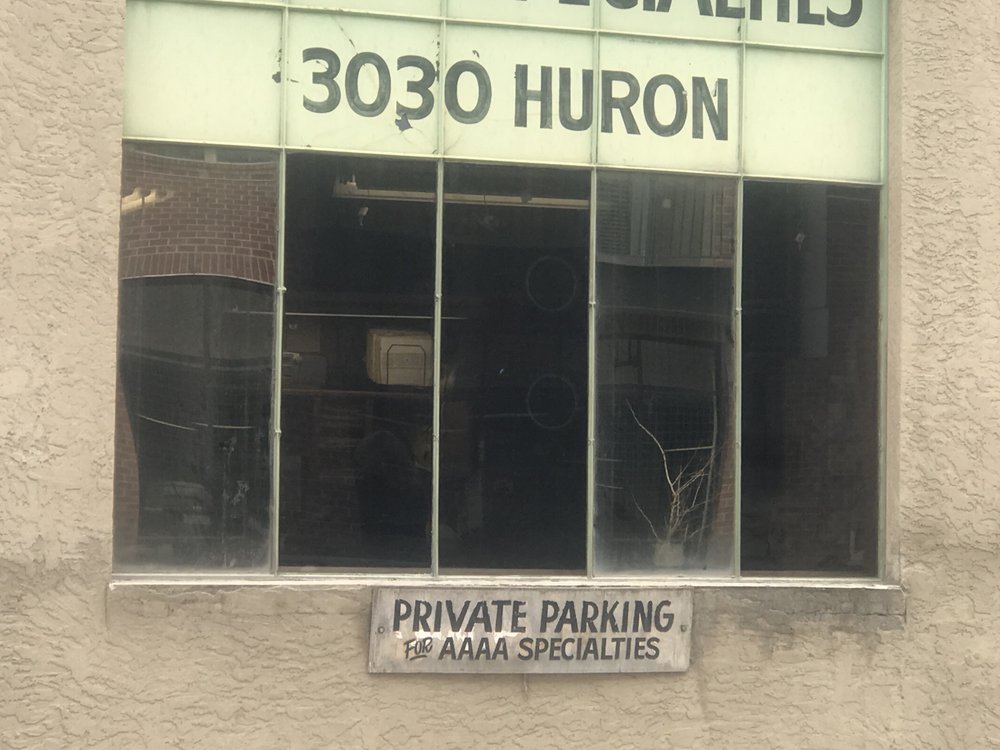 3030 HURON
PRIVATE PARKING
FOR AAAA SPECIALTIES